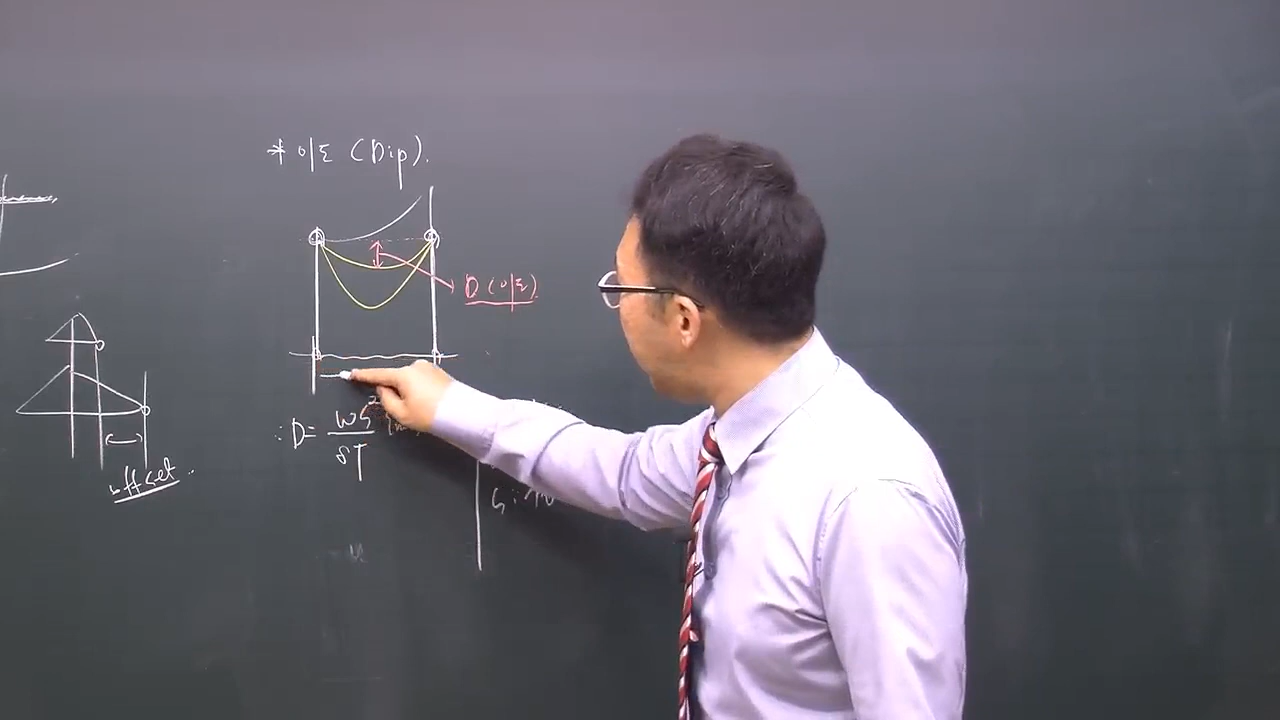 * 이도 (Dip).
D (이도).
∴ D = WS²
8T
S :
offset